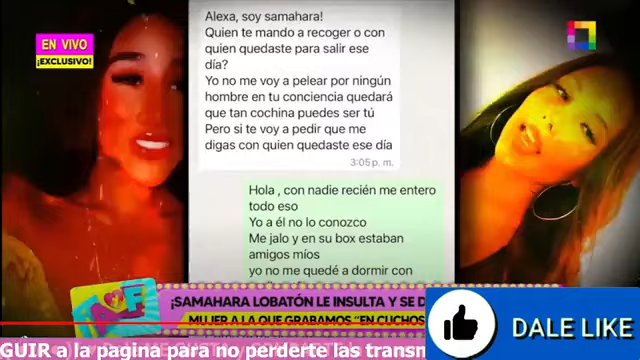 EN VIVO
¡EXCLUSIVO!
Alexa, soy samahara!
Quien te mando a recoger o con
quien quedaste para salir ese
día?
Yo no me voy a pelear por ningún
hombre en tu conciencia quedará
que tan cochina puedes ser tú
Pero si te voy a pedir que me
digas con quien quedaste ese día
3:05 p. m.
Hola , con nadie recién me entero
todo eso
Yo a él no lo conozco
Me jalo y en su box estaban
amigos míos
yo no me quedé a dormir con
¡SAMAHARA LOBATÓN LE INSULTA Y SE D
MUJER A LA QUE GRABAMOS "EN CUCHOS
GUIR a la pagina para no perderte las transm
DALE LIKE